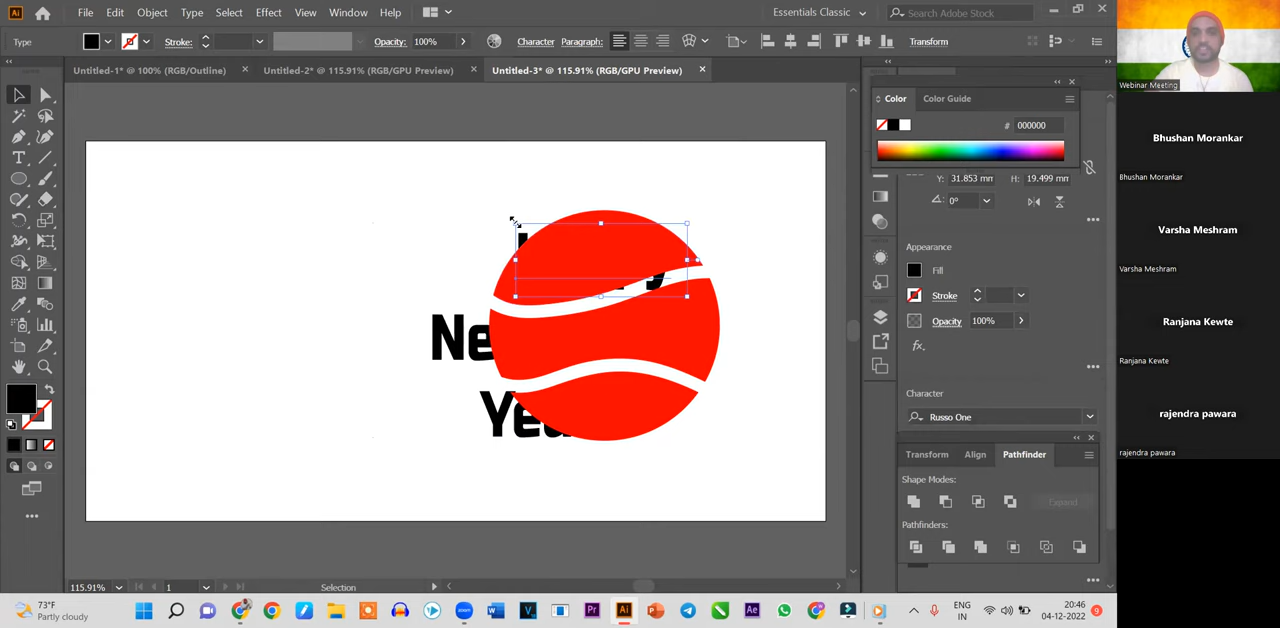 Ai File Edit Object Type Select Effect View Window Help Essentials Classic Search Adobe Stock
Type Stroke: Opacity: 100% Character Paragraph: Transform
Untitled-1* @ 100% (RGB/Outline) Untitled-2* @ 115.91% (RGB/GPU Preview) Untitled-3* @ 115.91% (RGB/GPU Preview)
Color Color Guide
# 000000
Y: 31.853 mm H: 19.499 mm
0°
Appearance
Fill
Stroke
Opacity 100%
fx.
Character
Russo One
Transform Align Pathfinder
Shape Modes:
Expand
Pathfinders:
Ne
Yea
115.91% 1 Selection
73°F
Partly cloudy
ENG
IN
20:46
04-12-2022
9
Webinar Meeting
Bhushan Morankar
Bhushan Morankar
Varsha Meshram
Varsha Meshram
Ranjana Kewte
Ranjana Kewte
rajendra pawara
rajendra pawara